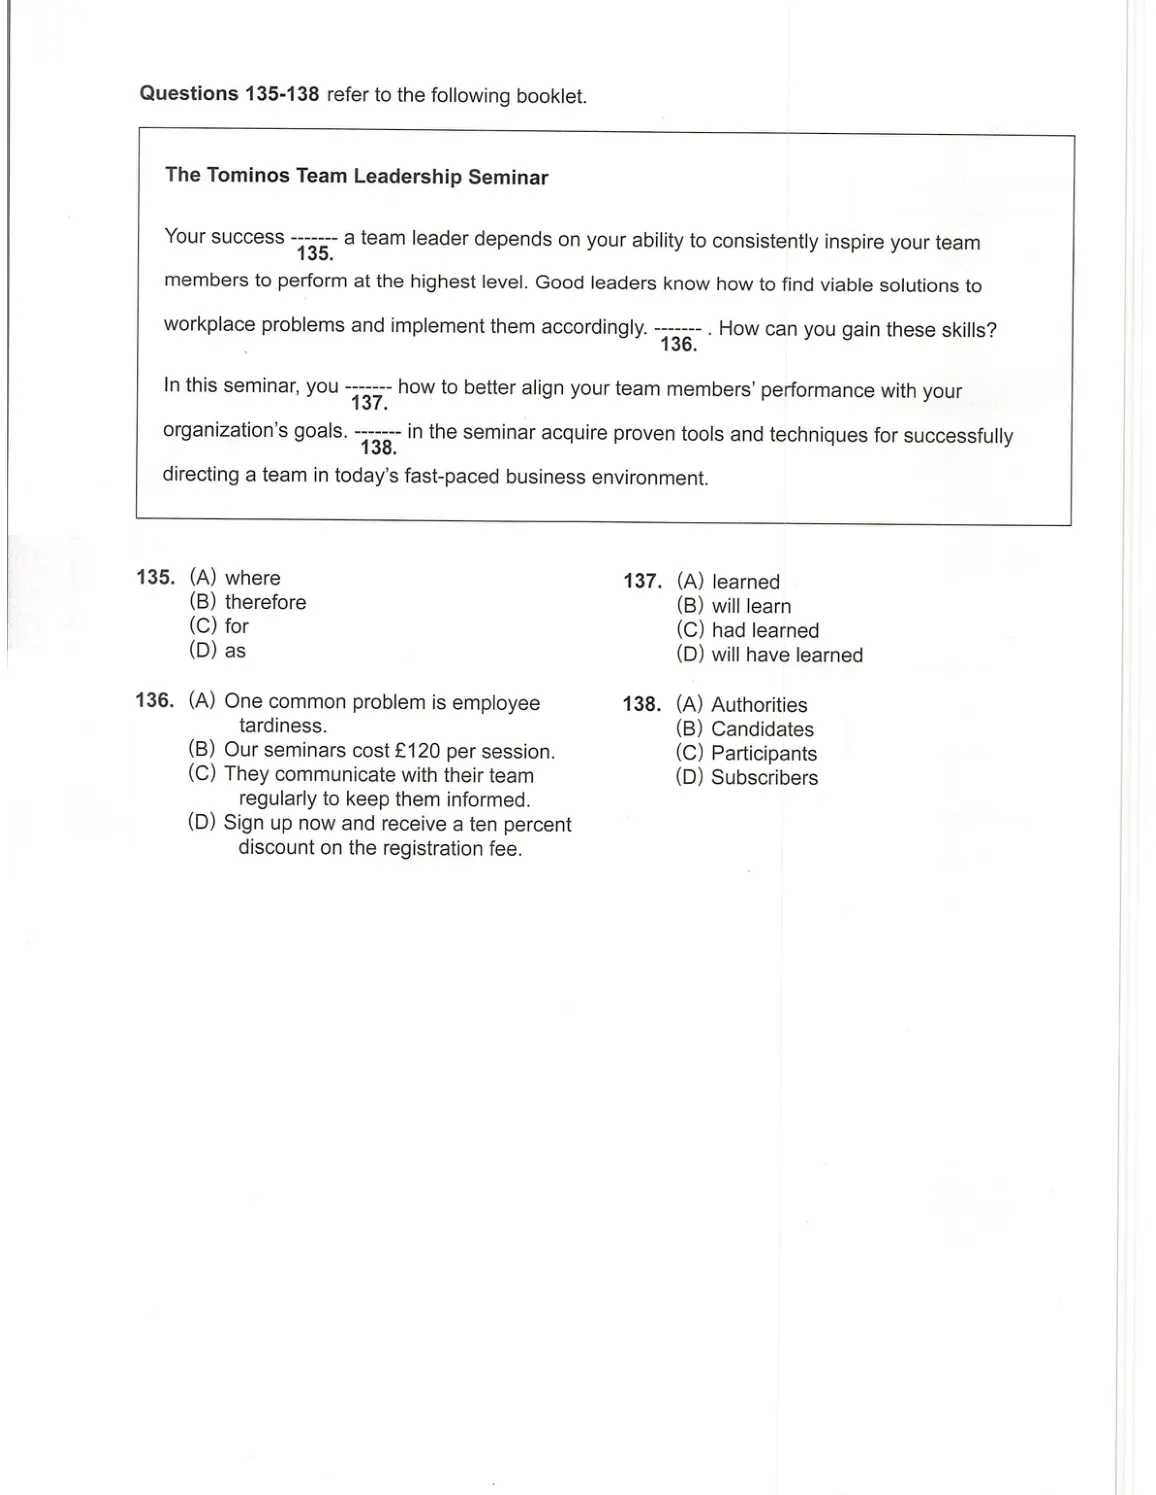 Questions 135-138 refer to the following booklet.
The Tominos Team Leadership Seminar
Your success ------- a team leader depends on your ability to consistently inspire your team
135.
members to perform at the highest level. Good leaders know how to find viable solutions to
workplace problems and implement them accordingly. ------- . How can you gain these skills?
136.
In this seminar, you ------- how to better align your team members' performance with your
137.
organization's goals. ------- in the seminar acquire proven tools and techniques for successfully
138.
directing a team in today's fast-paced business environment.
135. (A) where
(B) therefore
(C) for
(D) as
136. (A) One common problem is employee
tardiness.
(B) Our seminars cost £120 per session.
(C) They communicate with their team
regularly to keep them informed.
(D) Sign up now and receive a ten percent
discount on the registration fee.
137. (A) learned
(B) will learn
(C) had learned
(D) will have learned
138. (A) Authorities
(B) Candidates
(C) Participants
(D) Subscribers